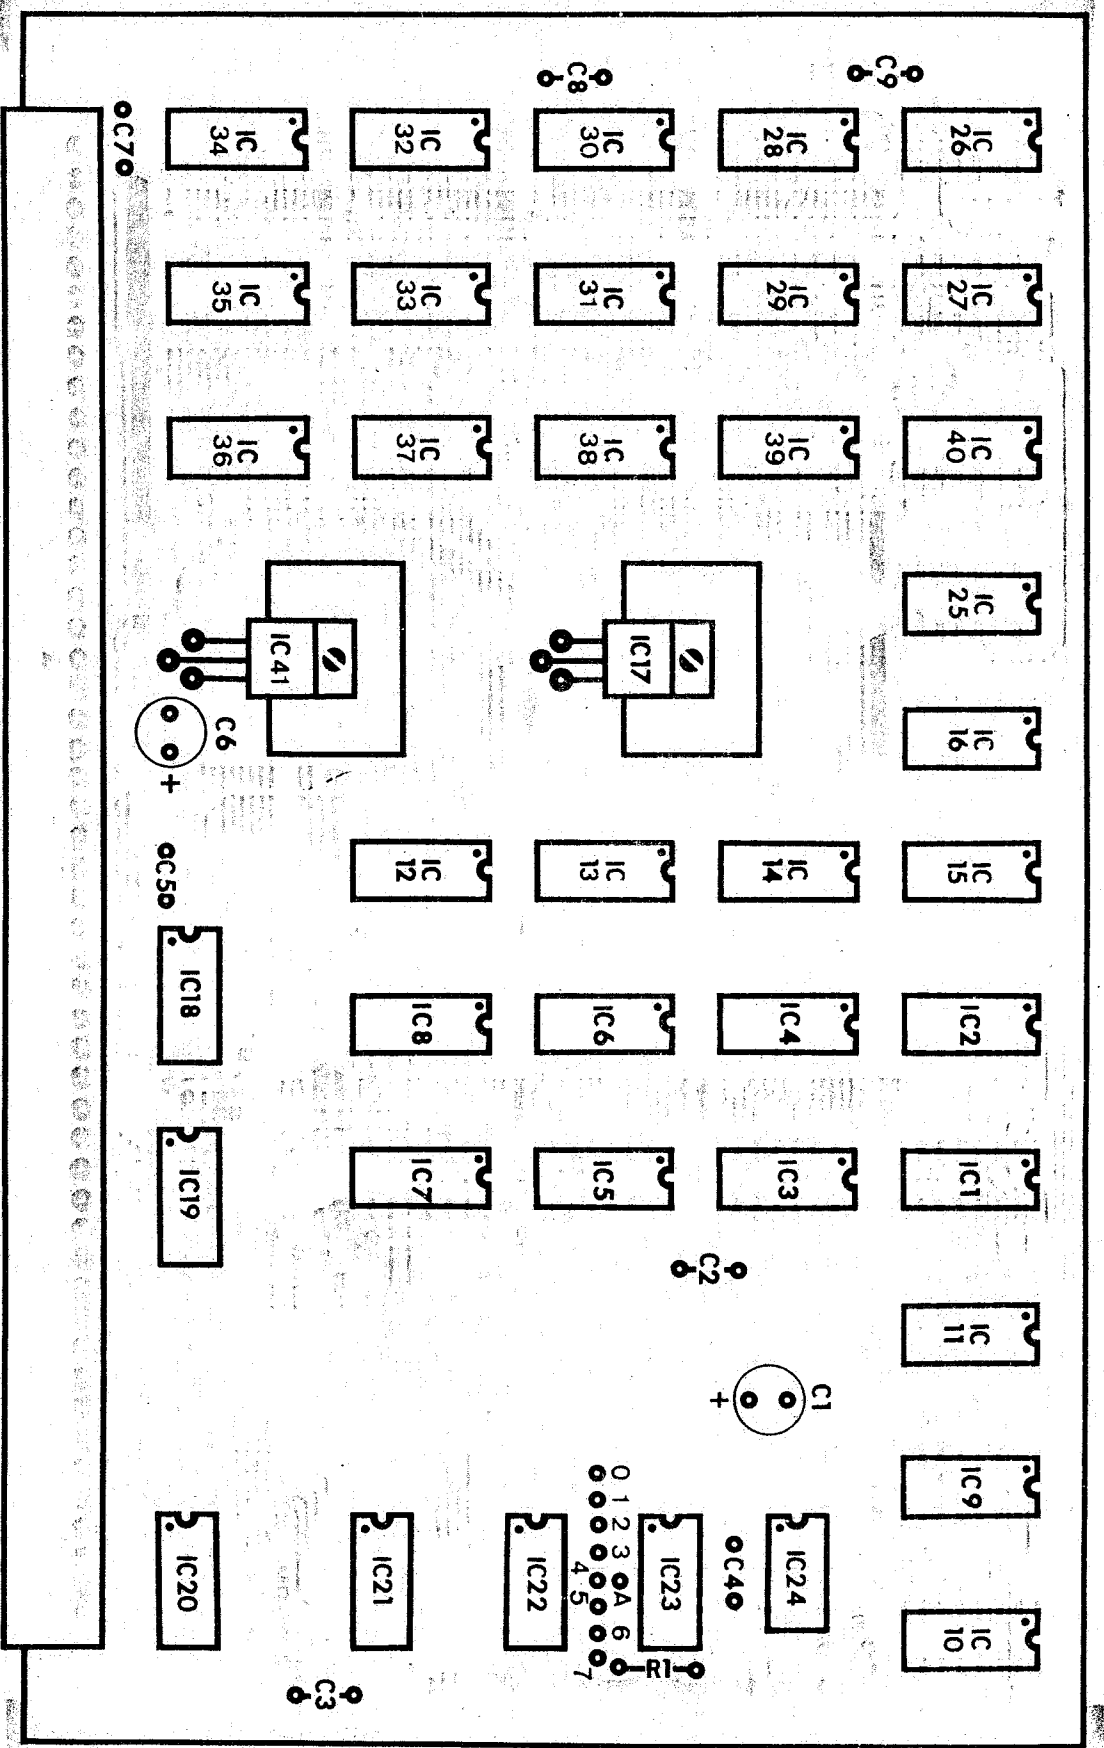 C8
C9
C7
IC
34
IC
32
IC
30
IC
28
IC
26
IC
35
IC
33
IC
31
IC
29
IC
27
IC
36
IC
37
IC
38
IC
39
IC
40
IC
25
IC41
IC17
C6
+
IC
16
C5
IC
12
IC
13
IC
14
IC
15
IC18
IC8
IC6
IC4
IC2
IC19
IC7
IC5
IC3
IC1
C2
IC
11
C1
+
IC9
0 1 2 3 A 6
4 5 7
IC20
IC21
IC22
IC23
C4
IC24
IC
10
R1
C3